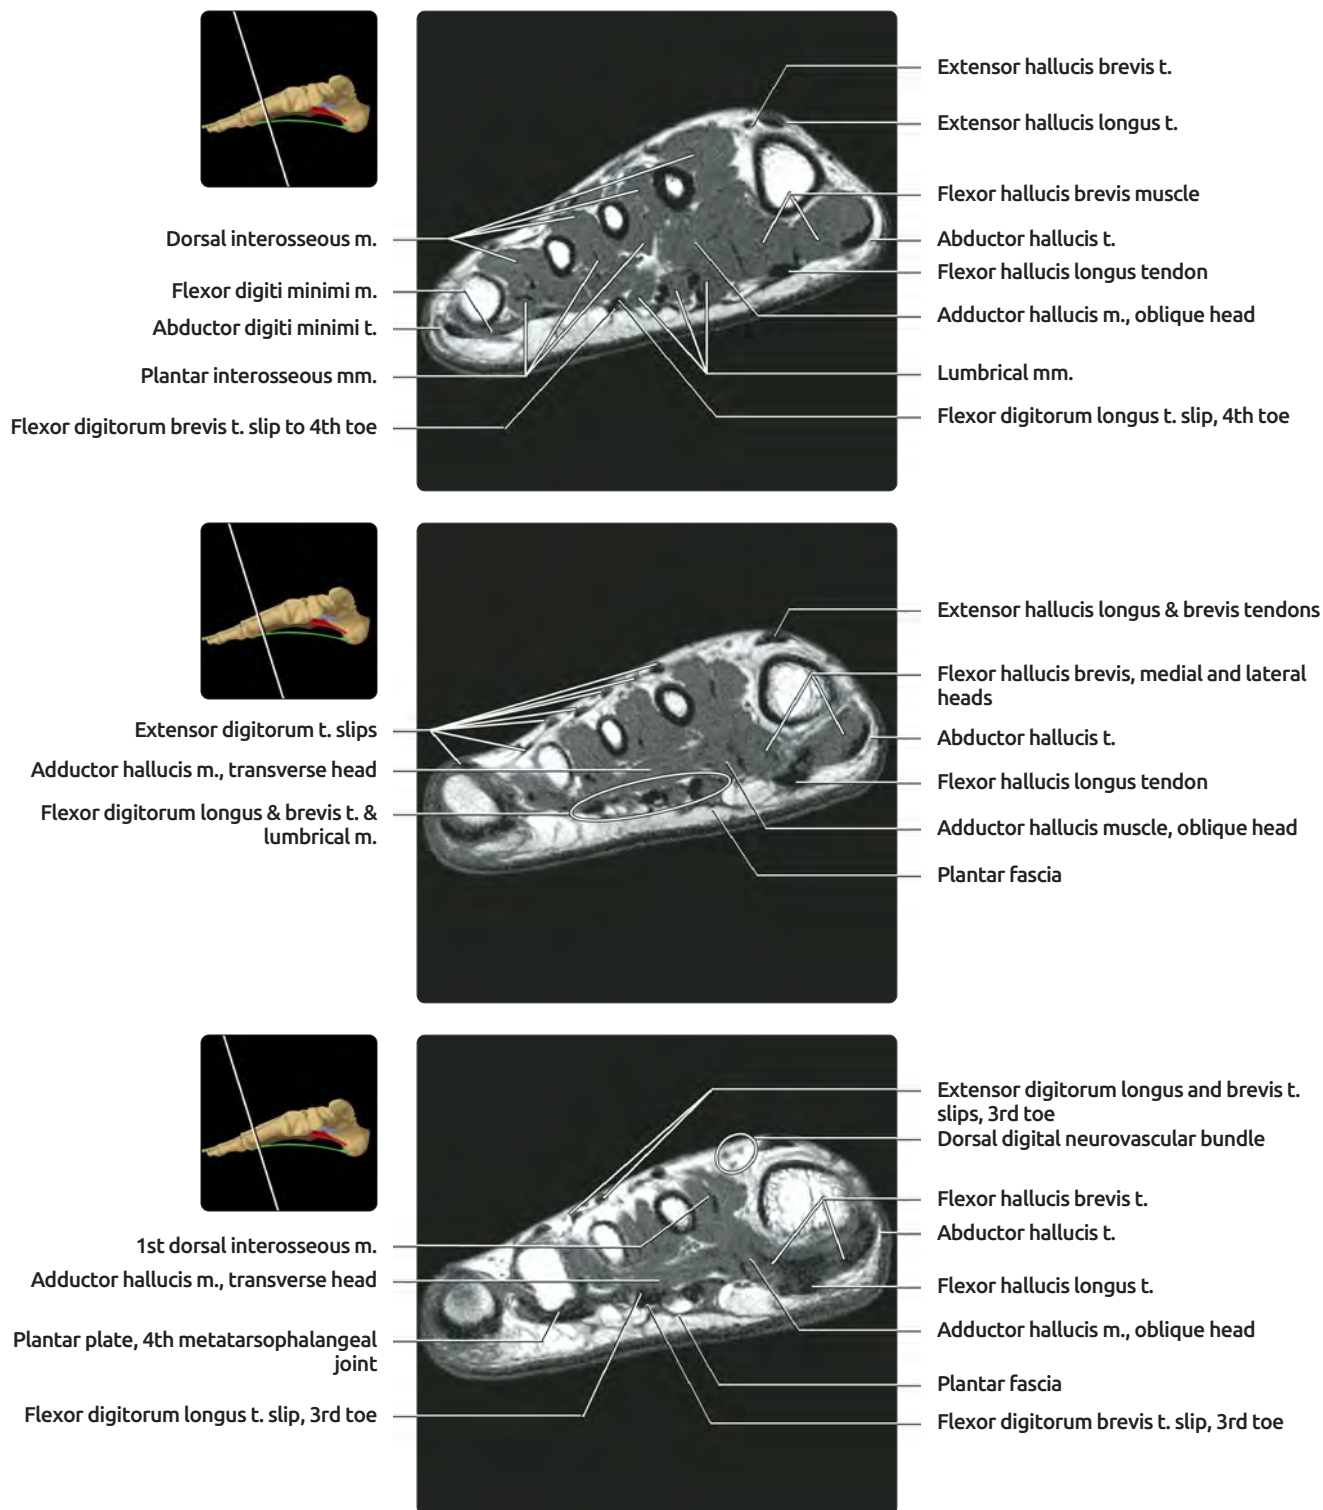 Extensor hallucis brevis t.
Extensor hallucis longus t.
Flexor hallucis brevis muscle
Dorsal interosseous m.
Abductor hallucis t.
Flexor hallucis longus tendon
Flexor digiti minimi m.
Adductor hallucis m., oblique head
Abductor digiti minimi t.
Plantar interosseous mm.
Lumbrical mm.
Flexor digitorum brevis t. slip to 4th toe
Flexor digitorum longus t. slip, 4th toe
Extensor hallucis longus & brevis tendons
Flexor hallucis brevis, medial and lateral
heads
Extensor digitorum t. slips
Abductor hallucis t.
Adductor hallucis m., transverse head
Flexor hallucis longus tendon
Flexor digitorum longus & brevis t. &
lumbrical m.
Adductor hallucis muscle, oblique head
Plantar fascia
Extensor digitorum longus and brevis t.
slips, 3rd toe
Dorsal digital neurovascular bundle
Flexor hallucis brevis t.
Abductor hallucis t.
1st dorsal interosseous m.
Adductor hallucis m., transverse head
Flexor hallucis longus t.
Adductor hallucis m., oblique head
Plantar plate, 4th metatarsophalangeal
joint
Plantar fascia
Flexor digitorum longus t. slip, 3rd toe
Flexor digitorum brevis t. slip, 3rd toe